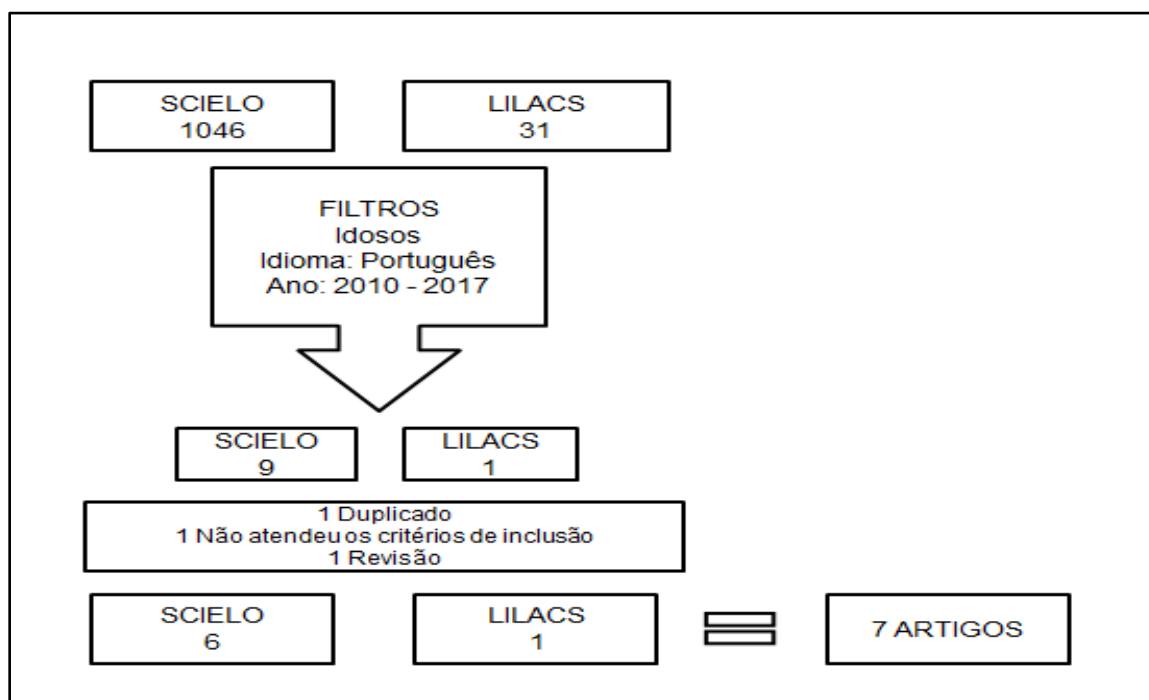 SCIELO
1046
LILACS
31
FILTROS
Idosos
Idioma: Português
Ano: 2010 - 2017
SCIELO
9
LILACS
1
1 Duplicado
1 Não atendeu os critérios de inclusão
1 Revisão
SCIELO
6
LILACS
1
7 ARTIGOS